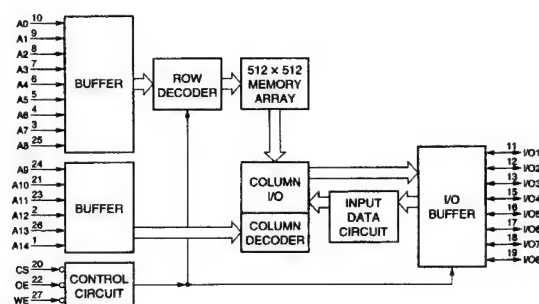 A0 10
A1 9
A2 8
A3 7
A4 6
A5 5
A6 4
A7 3
A8 25
BUFFER
ROW
DECODER
512 × 512
MEMORY
ARRAY
A9 24
A10 21
A11 23
A12 2
A13 26
A14 1
BUFFER
COLUMN
I/O
COLUMN
DECODER
INPUT
DATA
CIRCUIT
I/O
BUFFER
11 I/O1
12 I/O2
13 I/O3
15 I/O4
16 I/O5
17 I/O6
18 I/O7
19 I/O8
CS 20
OE 22
WE 27
CONTROL
CIRCUIT